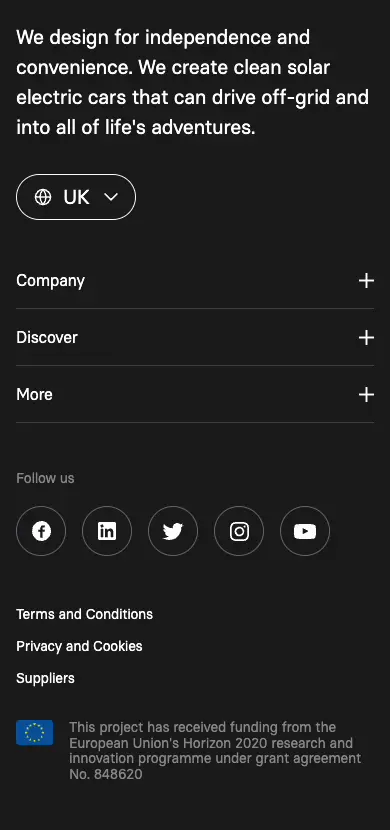 We design for independence and
convenience. We create clean solar
electric cars that can drive off-grid and
into all of life's adventures.
UK
Company
Discover
More
Follow us
Terms and Conditions
Privacy and Cookies
Suppliers
This project has received funding from the
European Union's Horizon 2020 research and
innovation programme under grant agreement
No. 848620